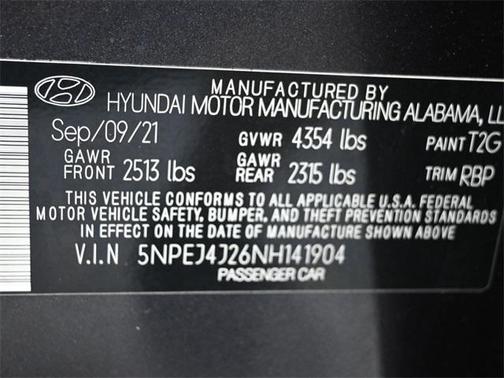 MANUFACTURED BY
HYUNDAI MOTOR MANUFACTURING ALABAMA, LL
Sep/09/21 GVWR 4354 lbs PAINT T2G
GAWR FRONT 2513 lbs GAWR REAR 2315 lbs TRIM RBP
THIS VEHICLE CONFORMS TO ALL APPLICABLE U.S.A. FEDERAL
MOTOR VEHICLE SAFETY, BUMPER, AND THEFT PREVENTION STANDARDS
IN EFFECT ON THE DATE OF MANUFACTURE SHOWN ABOVE
V.I.N 5NPEJ4J26NH141904
PASSENGER CAR